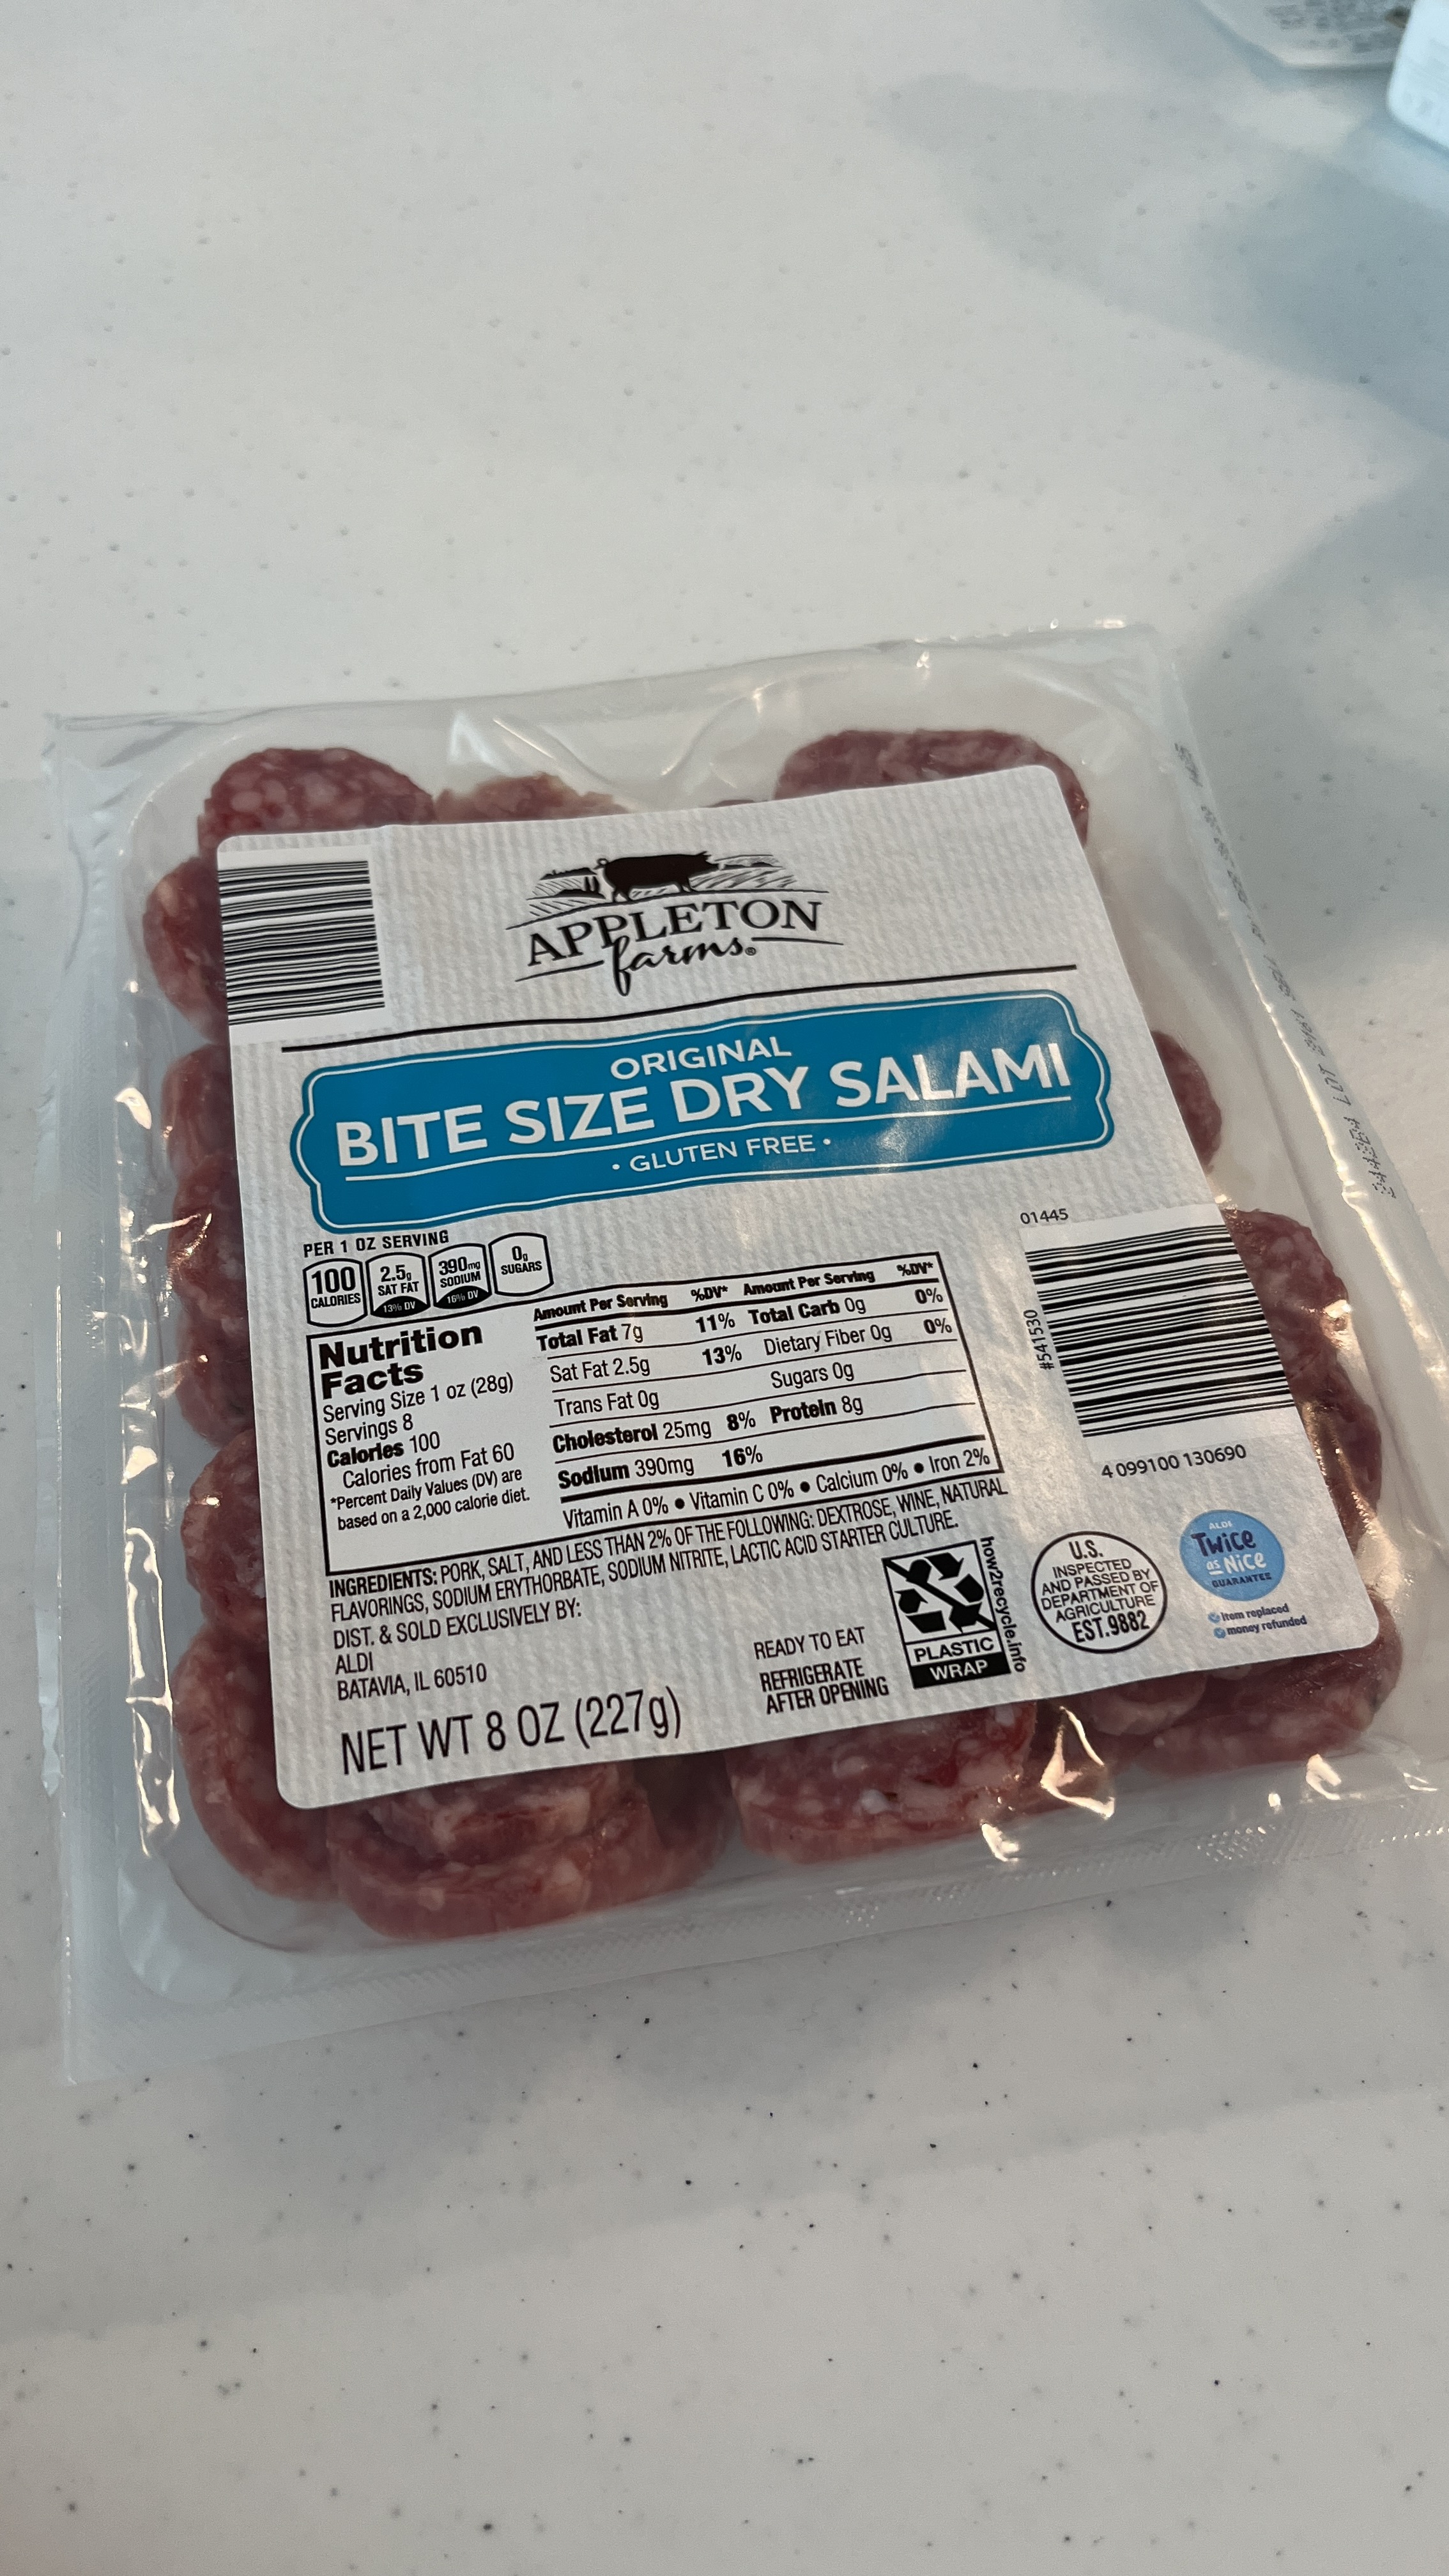 APPLETON
farms®
ORIGINAL
BITE SIZE DRY SALAMI
• GLUTEN FREE •
PER 1 OZ SERVING
100
CALORIES
2.5g
SAT FAT
13% DV
390mg
SODIUM
16% DV
0g
SUGARS
Nutrition
Facts
Serving Size 1 oz (28g)
Servings 8
Calories 100
Calories from Fat 60
*Percent Daily Values (DV) are
based on a 2,000 calorie diet.
Amount Per Serving %DV* Amount Per Serving %DV*
Total Fat 7g 11% Total Carb 0g 0%
Sat Fat 2.5g 13% Dietary Fiber 0g 0%
Trans Fat 0g Sugars 0g
Cholesterol 25mg 8% Protein 8g
Sodium 390mg 16%
Vitamin A 0% • Vitamin C 0% • Calcium 0% • Iron 2%
INGREDIENTS: PORK, SALT, AND LESS THAN 2% OF THE FOLLOWING: DEXTROSE, WINE, NATURAL
FLAVORINGS, SODIUM ERYTHORBATE, SODIUM NITRITE, LACTIC ACID STARTER CULTURE.
DIST. & SOLD EXCLUSIVELY BY:
ALDI
BATAVIA, IL 60510
NET WT 8 OZ (227g)
READY TO EAT
REFRIGERATE
AFTER OPENING
PLASTIC
WRAP
how2recycle.info
01445
#541530
4 099100 130690
U.S.
INSPECTED
AND PASSED BY
DEPARTMENT OF
AGRICULTURE
EST.9882
ALDI
Twice
as Nice
GUARANTEE
Item replaced
money refunded